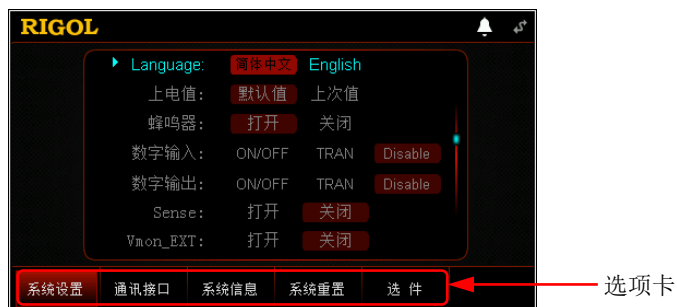 RIGOL
Language: 简体中文 English
上电值: 默认值 上次值
蜂鸣器: 打开 关闭
数字输入: ON/OFF TRAN Disable
数字输出: ON/OFF TRAN Disable
Sense: 打开 关闭
Vmon_EXT: 打开 关闭
系统设置 通讯接口 系统信息 系统重置 选 件
选项卡